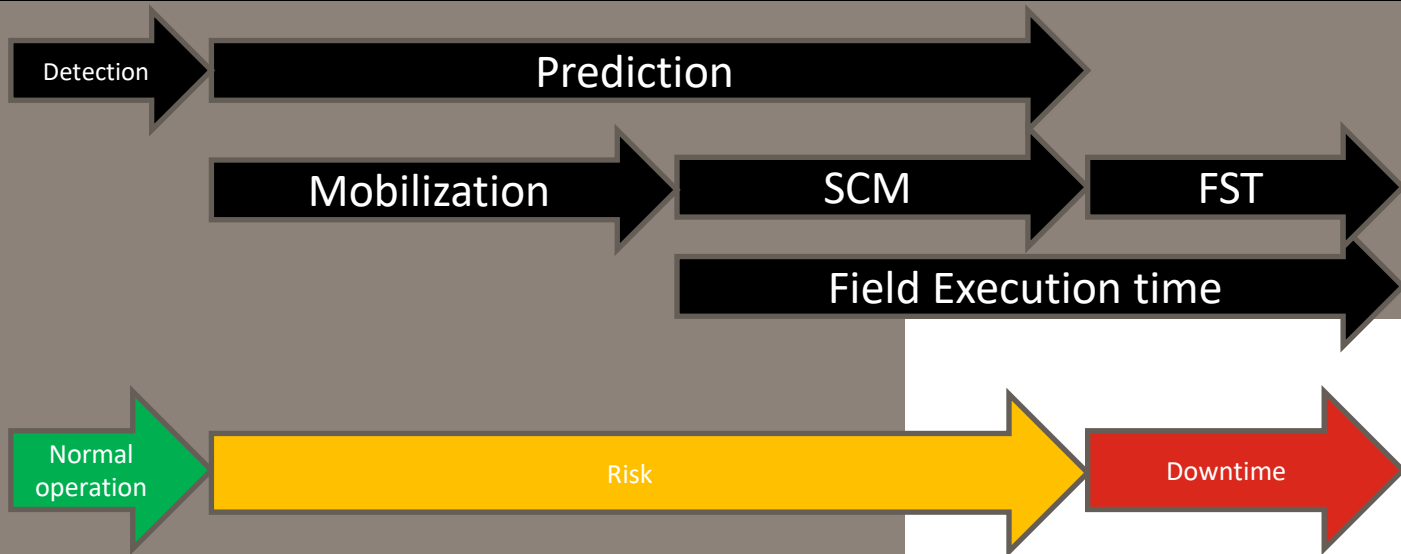 Detection
Prediction
Mobilization
SCM
FST
Field Execution time
Normal
operation
Risk
Downtime